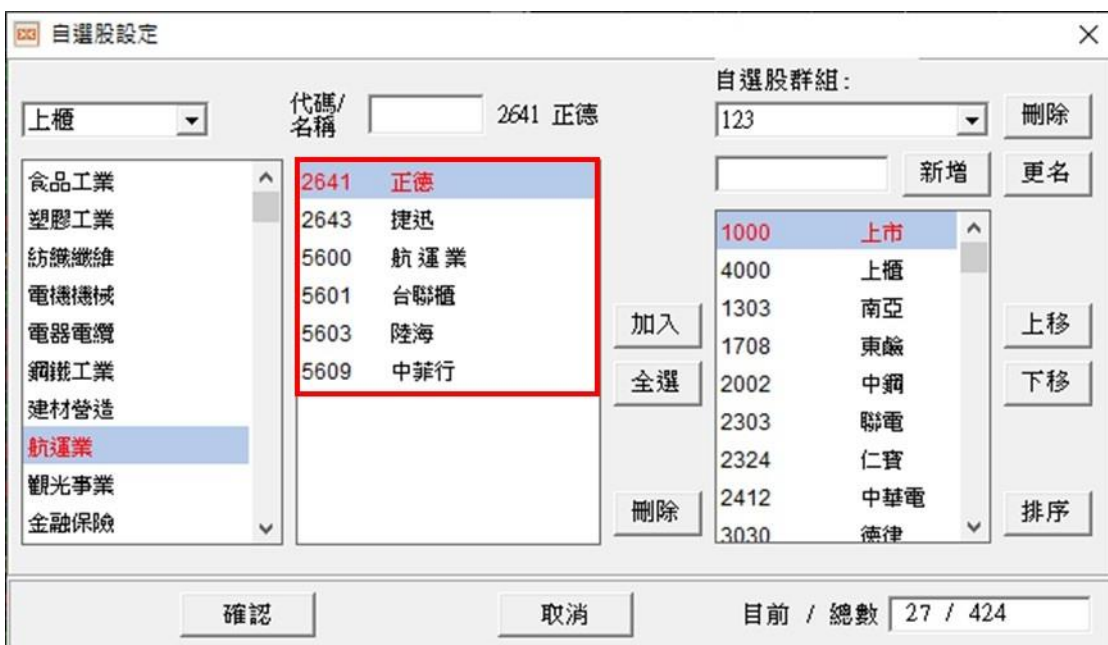 自選股設定
上櫃
代碼/
名稱
2641 正德
自選股群組:
123
刪除
新增
更名
食品工業
塑膠工業
紡織纖維
電機機械
電器電纜
鋼鐵工業
建材營造
航運業
觀光事業
金融保險
2641 正德
2643 捷迅
5600 航運業
5601 台聯櫃
5603 陸海
5609 中菲行
加入
全選
刪除
1000 上市
4000 上櫃
1303 南亞
1708 東鹼
2002 中鋼
2303 聯電
2324 仁寶
2412 中華電
3030 德律
上移
下移
排序
確認
取消
目前 / 總數 27 / 424